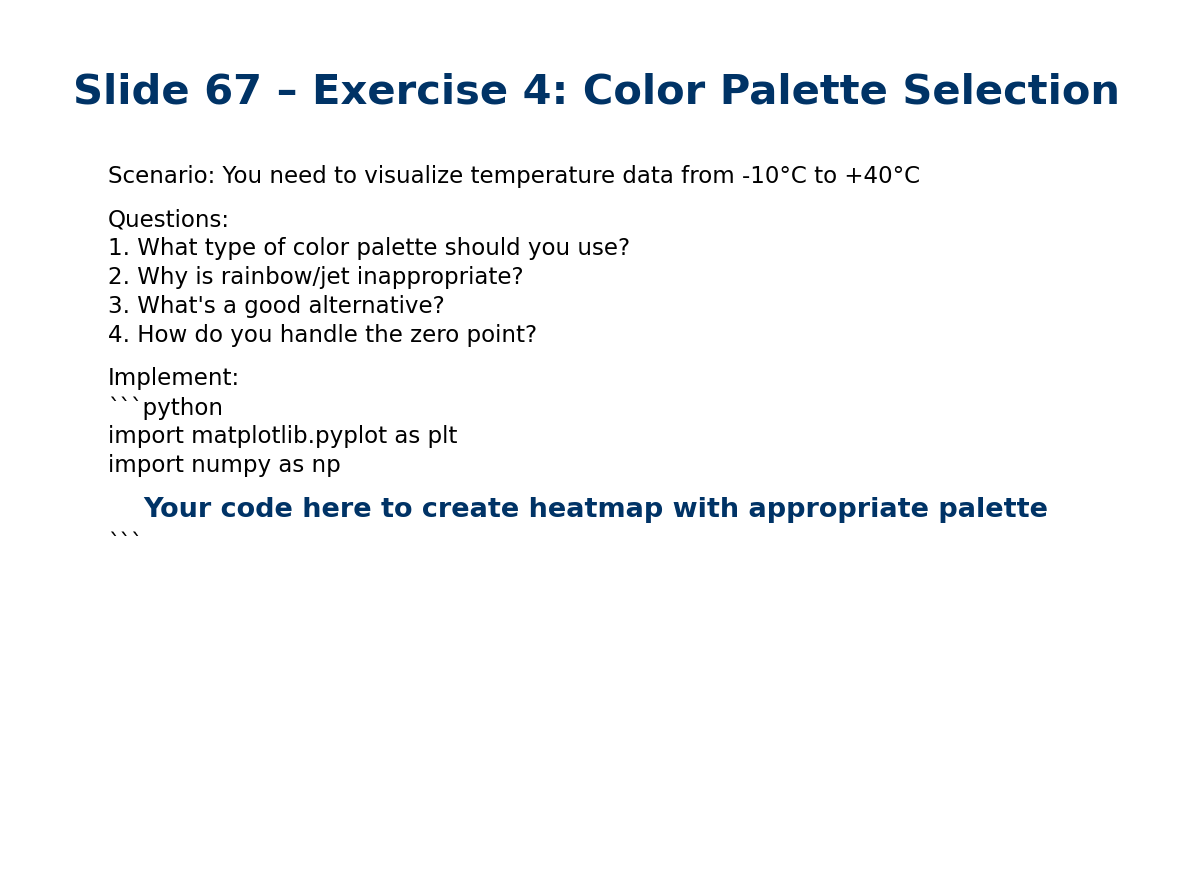 Slide 67 – Exercise 4: Color Palette Selection
Scenario: You need to visualize temperature data from -10°C to +40°C
Questions:
1. What type of color palette should you use?
2. Why is rainbow/jet inappropriate?
3. What's a good alternative?
4. How do you handle the zero point?
Implement:
```python
import matplotlib.pyplot as plt
import numpy as np
Your code here to create heatmap with appropriate palette
```